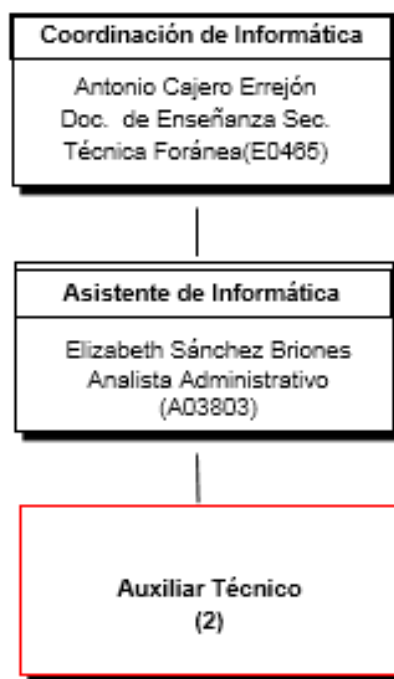 Coordinación de Informática
Antonio Cajero Errejón
Doc. de Enseñanza Sec.
Técnica Foránea(E0465)
Asistente de Informática
Elizabeth Sánchez Briones
Analista Administrativo
(A03803)
Auxiliar Técnico
(2)